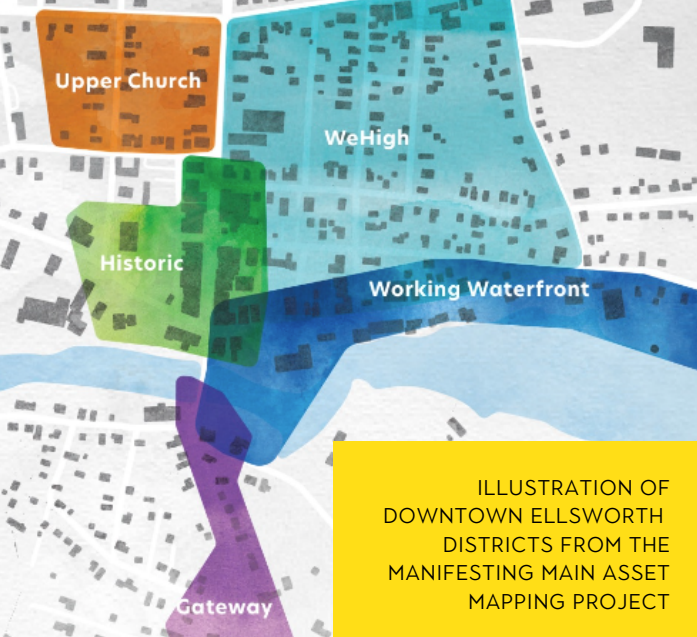 Upper Church
WeHigh
Historic
Working Waterfront
Gateway
ILLUSTRATION OF
DOWNTOWN ELLSWORTH
DISTRICTS FROM THE
MANIFESTING MAIN ASSET
MAPPING PROJECT